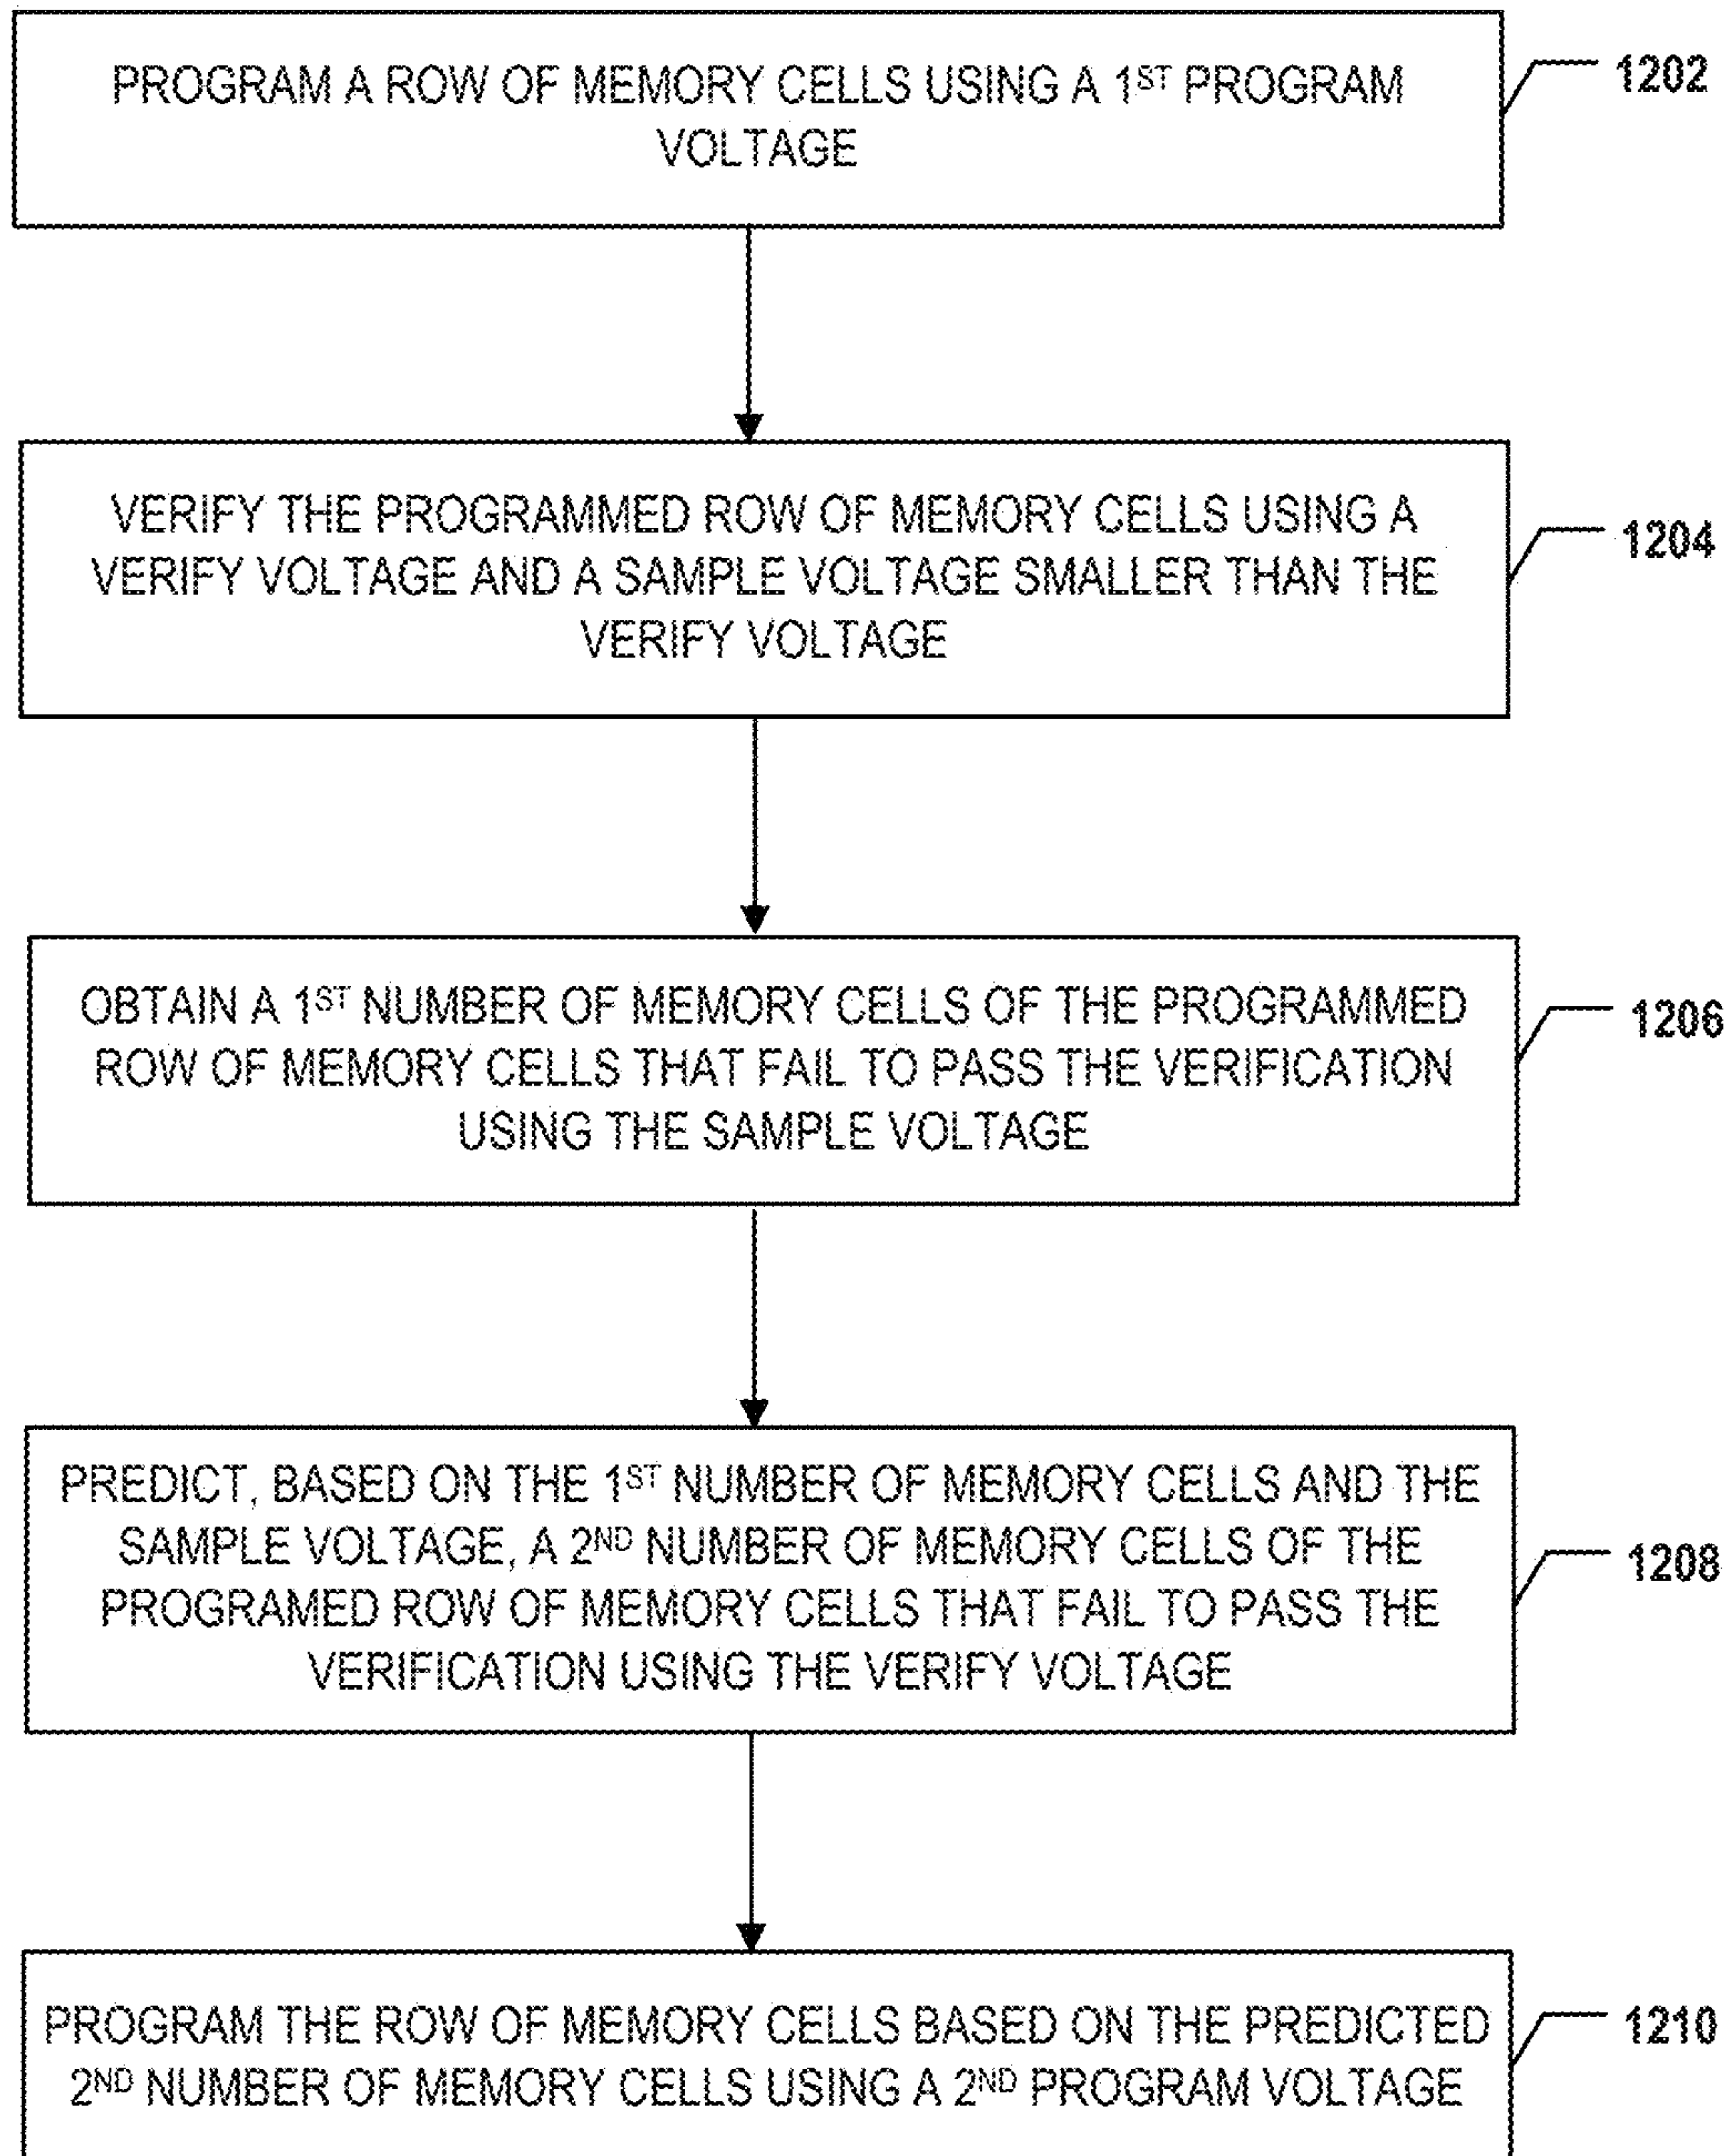 PROGRAM A ROW OF MEMORY CELLS USING A 1ST PROGRAM
VOLTAGE
1202
VERIFY THE PROGRAMMED ROW OF MEMORY CELLS USING A
VERIFY VOLTAGE AND A SAMPLE VOLTAGE SMALLER THAN THE
VERIFY VOLTAGE
1204
OBTAIN A 1ST NUMBER OF MEMORY CELLS OF THE PROGRAMMED
ROW OF MEMORY CELLS THAT FAIL TO PASS THE VERIFICATION
USING THE SAMPLE VOLTAGE
1206
PREDICT, BASED ON THE 1ST NUMBER OF MEMORY CELLS AND THE
SAMPLE VOLTAGE, A 2ND NUMBER OF MEMORY CELLS OF THE
PROGRAMED ROW OF MEMORY CELLS THAT FAIL TO PASS THE
VERIFICATION USING THE VERIFY VOLTAGE
1208
PROGRAM THE ROW OF MEMORY CELLS BASED ON THE PREDICTED
2ND NUMBER OF MEMORY CELLS USING A 2ND PROGRAM VOLTAGE
1210